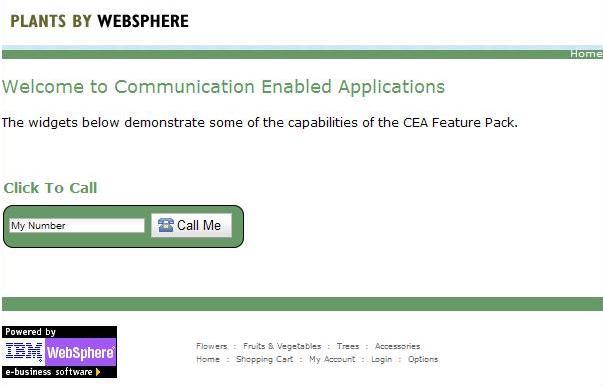 PLANTS BY WEBSPHERE
Home
Welcome to Communication Enabled Applications
The widgets below demonstrate some of the capabilities of the CEA Feature Pack.
Click To Call
My Number Call Me
Powered by
IBM WebSphere®
e-business software
Flowers : Fruits & Vegetables : Trees : Accessories
Home : Shopping Cart : My Account : Login : Options